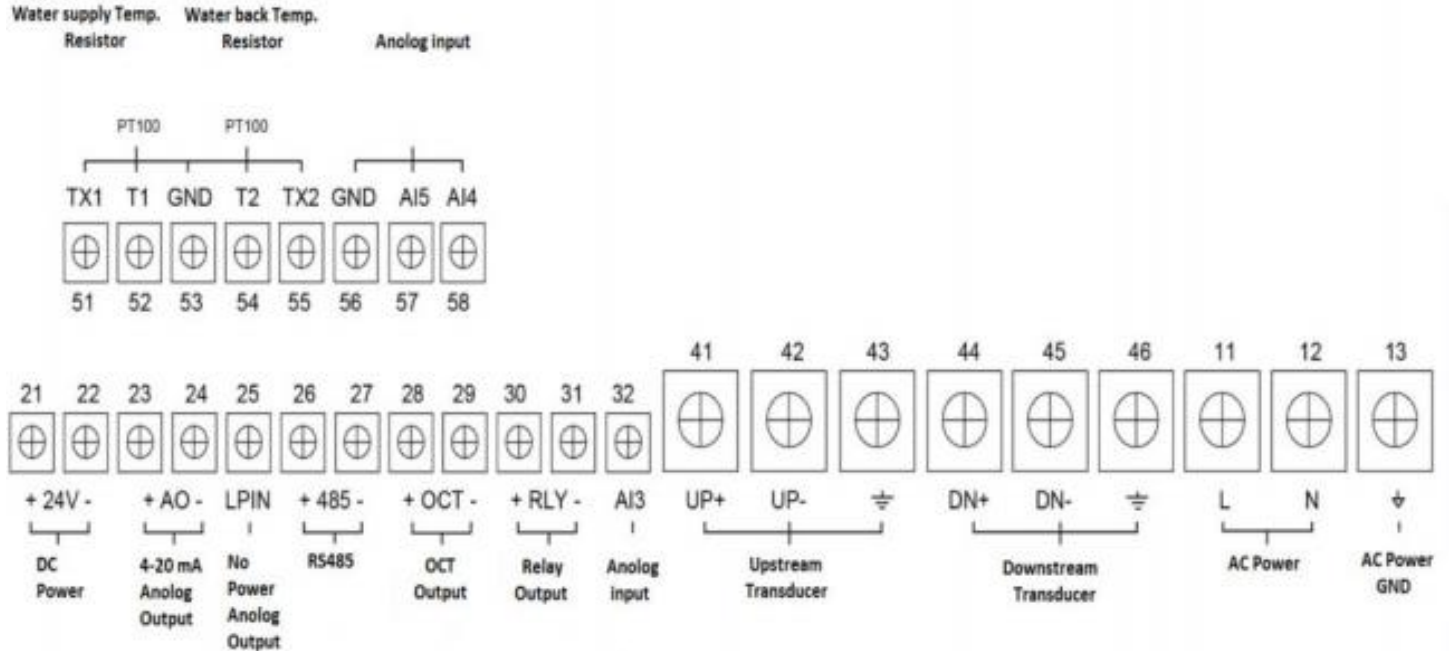 Water supply Temp. Water back Temp.
Resistor Resistor Anolog input
PT100 PT100
TX1 T1 GND T2 TX2 GND AI5 AI4
51 52 53 54 55 56 57 58
41 42 43 44 45 46 11 12 13
21 22 23 24 25 26 27 28 29 30 31 32
+ 24V - + AO - LPIN + 485 - + OCT - + RLY - AI3 UP+ UP- DN+ DN- L N
DC
Power
4-20 mA
Anolog
Output
No
Power
Anolog
Output
RS485
OCT
Output
Relay
Output
Anolog
input
Upstream
Transducer
Downstream
Transducer
AC Power
AC Power
GND